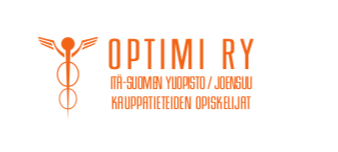 OPTIMI RY
ITÄ-SUOMEN YLIOPISTO / JOENSUU
KAUPPATIETEIDEN OPISKELIJAT